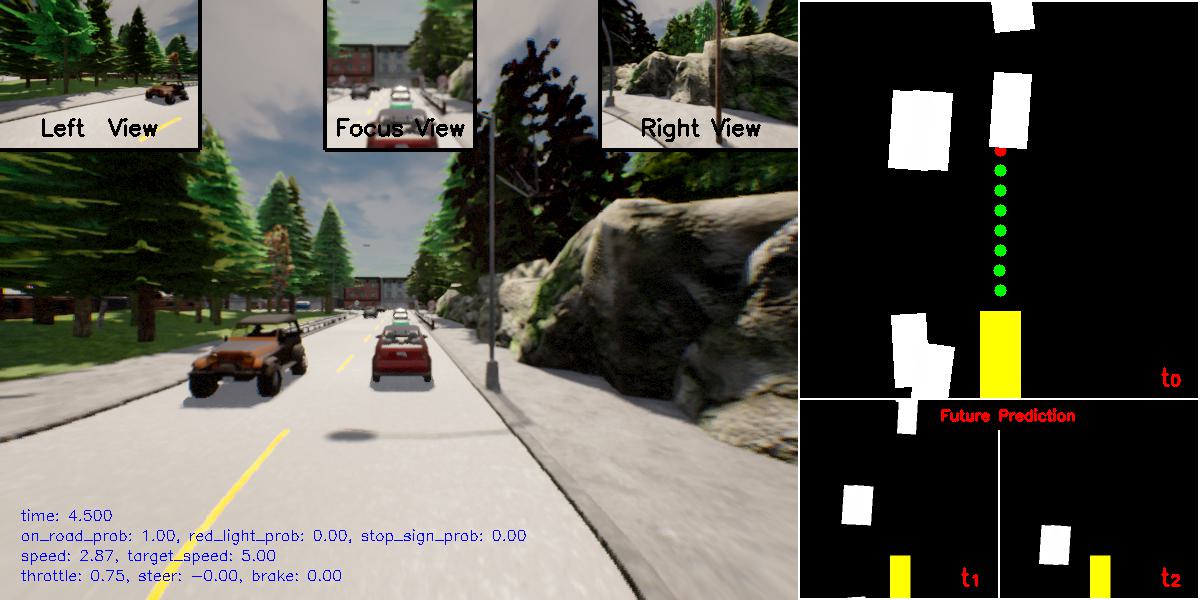 Left View
Focus View
Right View
t0
Future Prediction
t1
t2
time: 4.500
on_road_prob: 1.00, red_light_prob: 0.00, stop_sign_prob: 0.00
speed: 2.87, target_speed: 5.00
throttle: 0.75, steer: −0.00, brake: 0.00